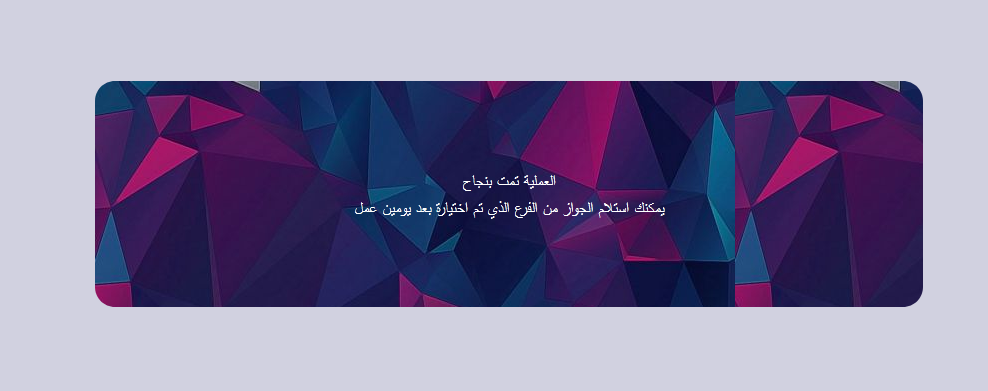 العملية تمت بنجاح
يمكنك استلام الجواز من الفرع الذي تم اختيارة بعد يومين عمل